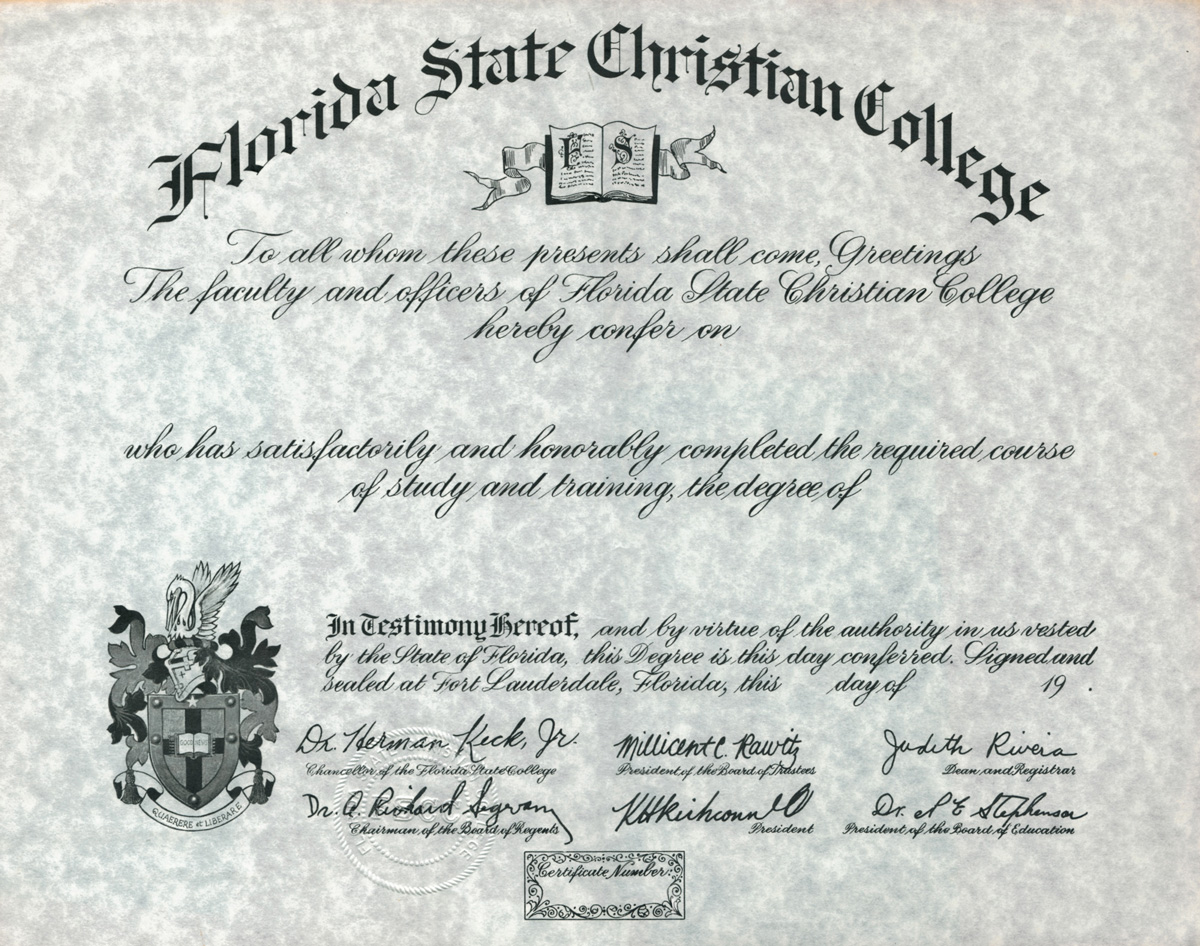 Florida State Christian College
F S
To all whom these presents shall come, Greetings
The faculty and officers of Florida State Christian College
hereby confer on
who has satisfactorily and honorably completed the required course
of study and training, the degree of
In Testimony Hereof, and by virtue of the authority in us vested
by the State of Florida, this Degree is this day conferred. Signed and
sealed at Fort Lauderdale, Florida, this day of 19 .
Dr. Herman Keck, Jr.
Chancellor of the Florida State College
Millicent C. Rawitz
President of the Board of Trustees
Judith Rivera
Dean and Registrar
GOOD NEWS
QUAERERE et LIBERARE
Dr. A. Richard
Chairman of the Board of Regents
President
Dr. N E Stephenson
President of the Board of Education
Certificate Number: